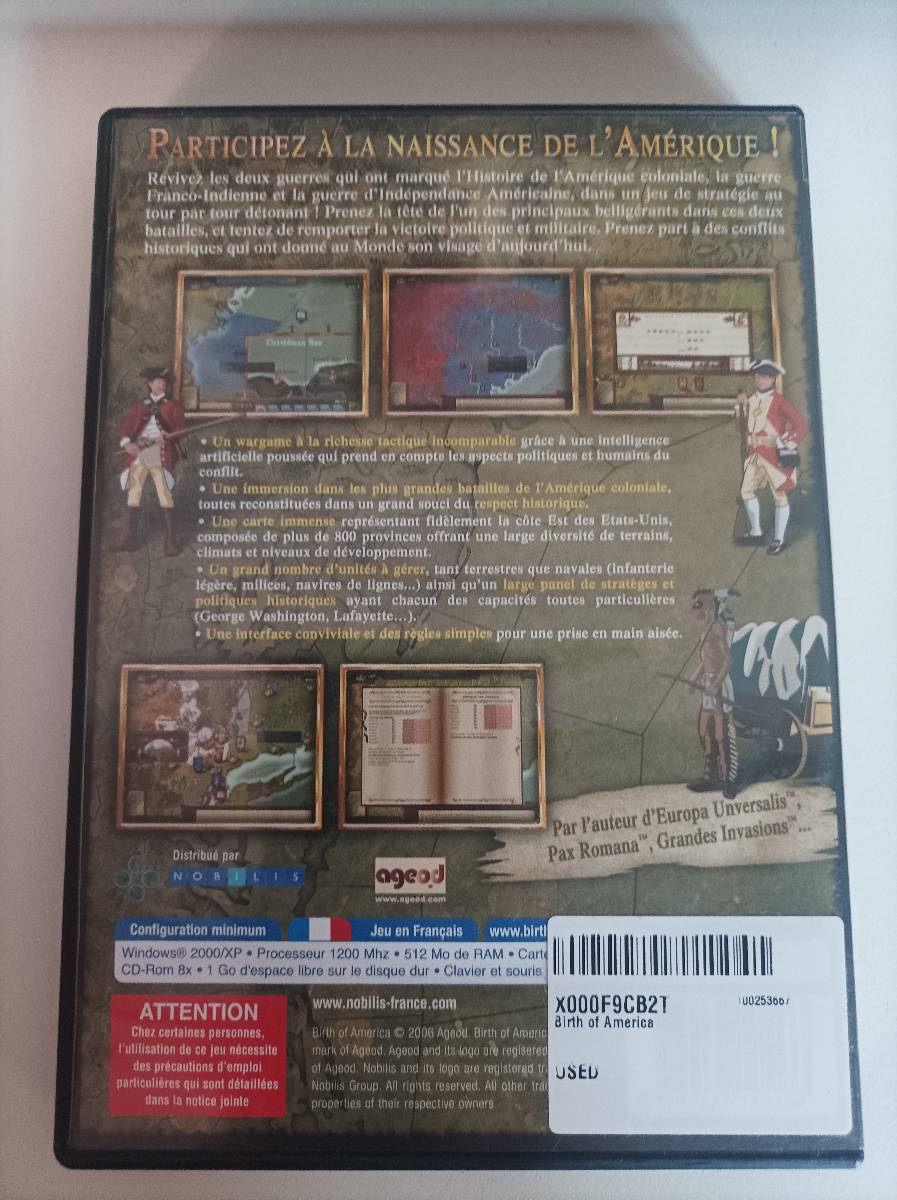 PARTICIPEZ À LA NAISSANCE DE L'AMÉRIQUE !
Revivez les deux guerres qui ont marqué l'Histoire de l'Amérique coloniale, la guerre
Franco-Indienne et la guerre d'Indépendance Américaine, dans un jeu de stratégie au
tour par tour détonant ! Prenez la tête de l'un des principaux belligérants dans ces deux
batailles, et tentez de remporter la victoire politique et militaire. Prenez part à des conflits
historiques qui ont donné au Monde son visage d'aujourd'hui.
Caribbean Sea
• Un wargame à la richesse tactique incomparable grâce à une intelligence
artificielle poussée qui prend en compte les aspects politiques et humains du
conflit.
• Une immersion dans les plus grandes batailles de l'Amérique coloniale,
toutes reconstituées dans un grand souci du respect historique.
• Une carte immense représentant fidèlement la côte Est des Etats-Unis,
composée de plus de 800 provinces offrant une large diversité de terrains,
climats et niveaux de développement.
• Un grand nombre d'unités à gérer, tant terrestres que navales (infanterie
légère, milices, navires de lignes...) ainsi qu'un large panel de stratèges et
politiques historiques ayant chacun des capacités toutes particulières
(George Washington, Lafayette...).
• Une interface conviviale et des règles simples pour une prise en main aisée.
Par l'auteur d'Europa Unversalis™,
Pax Romana™, Grandes Invasions™...
Distribué par
NOBILIS
ageod
www.ageod.com
Configuration minimum
Jeu en Français
www.birt
Windows® 2000/XP • Processeur 1200 Mhz • 512 Mo de RAM • Carte
CD-Rom 8x • 1 Go d'espace libre sur le disque dur • Clavier et souris
ATTENTION
Chez certaines personnes,
l'utilisation de ce jeu nécessite
des précautions d'emploi
particulières qui sont détaillées
dans la notice jointe
www.nobilis-france.com
Birth of America © 2006 Ageod. Birth of Americ
mark of Ageod. Ageod and its logo are registered
of Ageod. Nobilis and its logo are registered tr
Nobilis Group. All rights reserved. All other tra
properties of their respective owners
X000F9CB2T
100253667
Birth of America
USED